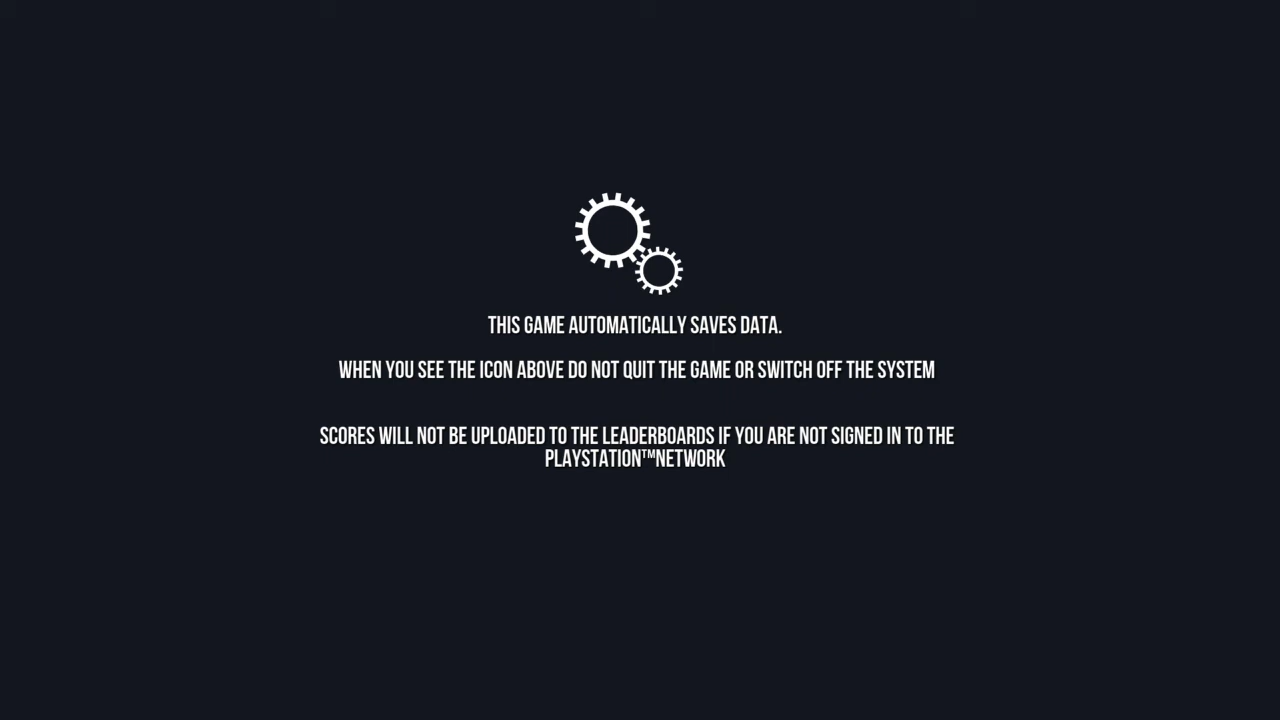 THIS GAME AUTOMATICALLY SAVES DATA.
WHEN YOU SEE THE ICON ABOVE DO NOT QUIT THE GAME OR SWITCH OFF THE SYSTEM
SCORES WILL NOT BE UPLOADED TO THE LEADERBOARDS IF YOU ARE NOT SIGNED IN TO THE
PLAYSTATION™NETWORK